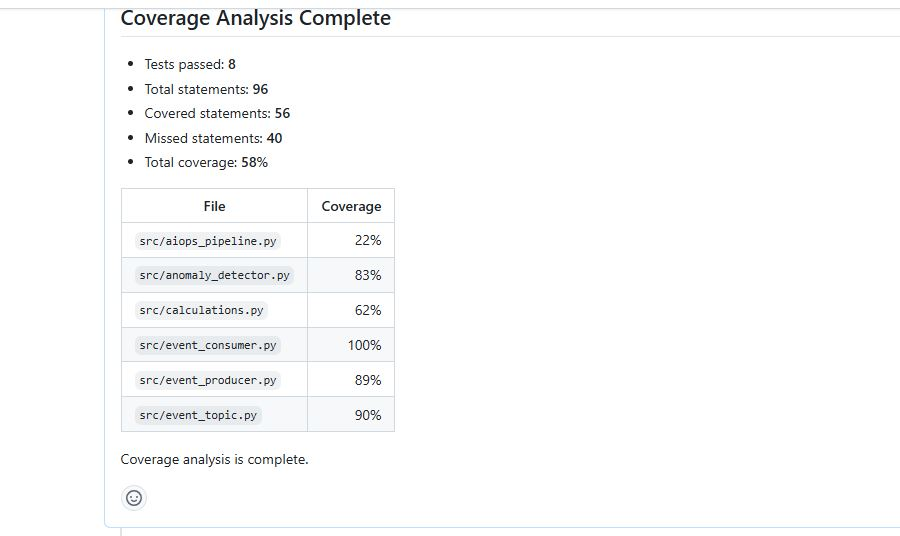 Coverage Analysis Complete
Tests passed: 8
Total statements: 96
Covered statements: 56
Missed statements: 40
Total coverage: 58%
File Coverage
src/aiops_pipeline.py 22%
src/anomaly_detector.py 83%
src/calculations.py 62%
src/event_consumer.py 100%
src/event_producer.py 89%
src/event_topic.py 90%
Coverage analysis is complete.